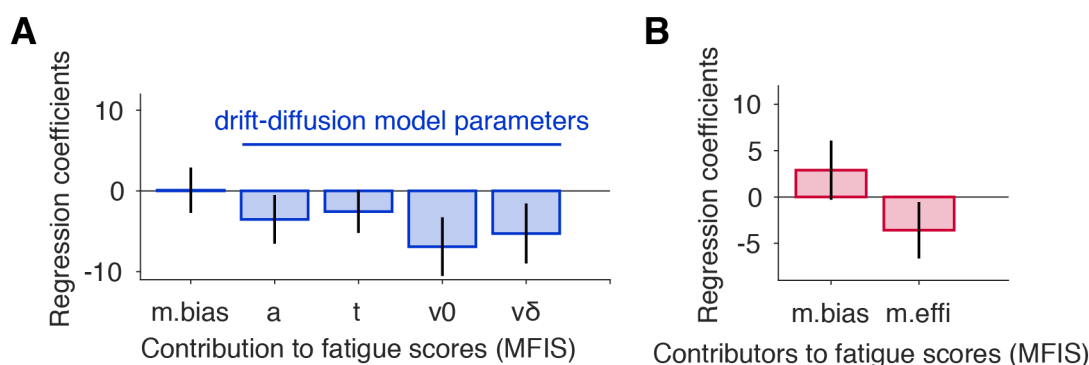 A
Regression coefficients
10
0
-10
drift-diffusion model parameters
m.bias a t v0 vδ
Contribution to fatigue scores (MFIS)
B
Regression coefficients
10
5
0
-5
m.bias m.effi
Contributors to fatigue scores (MFIS)